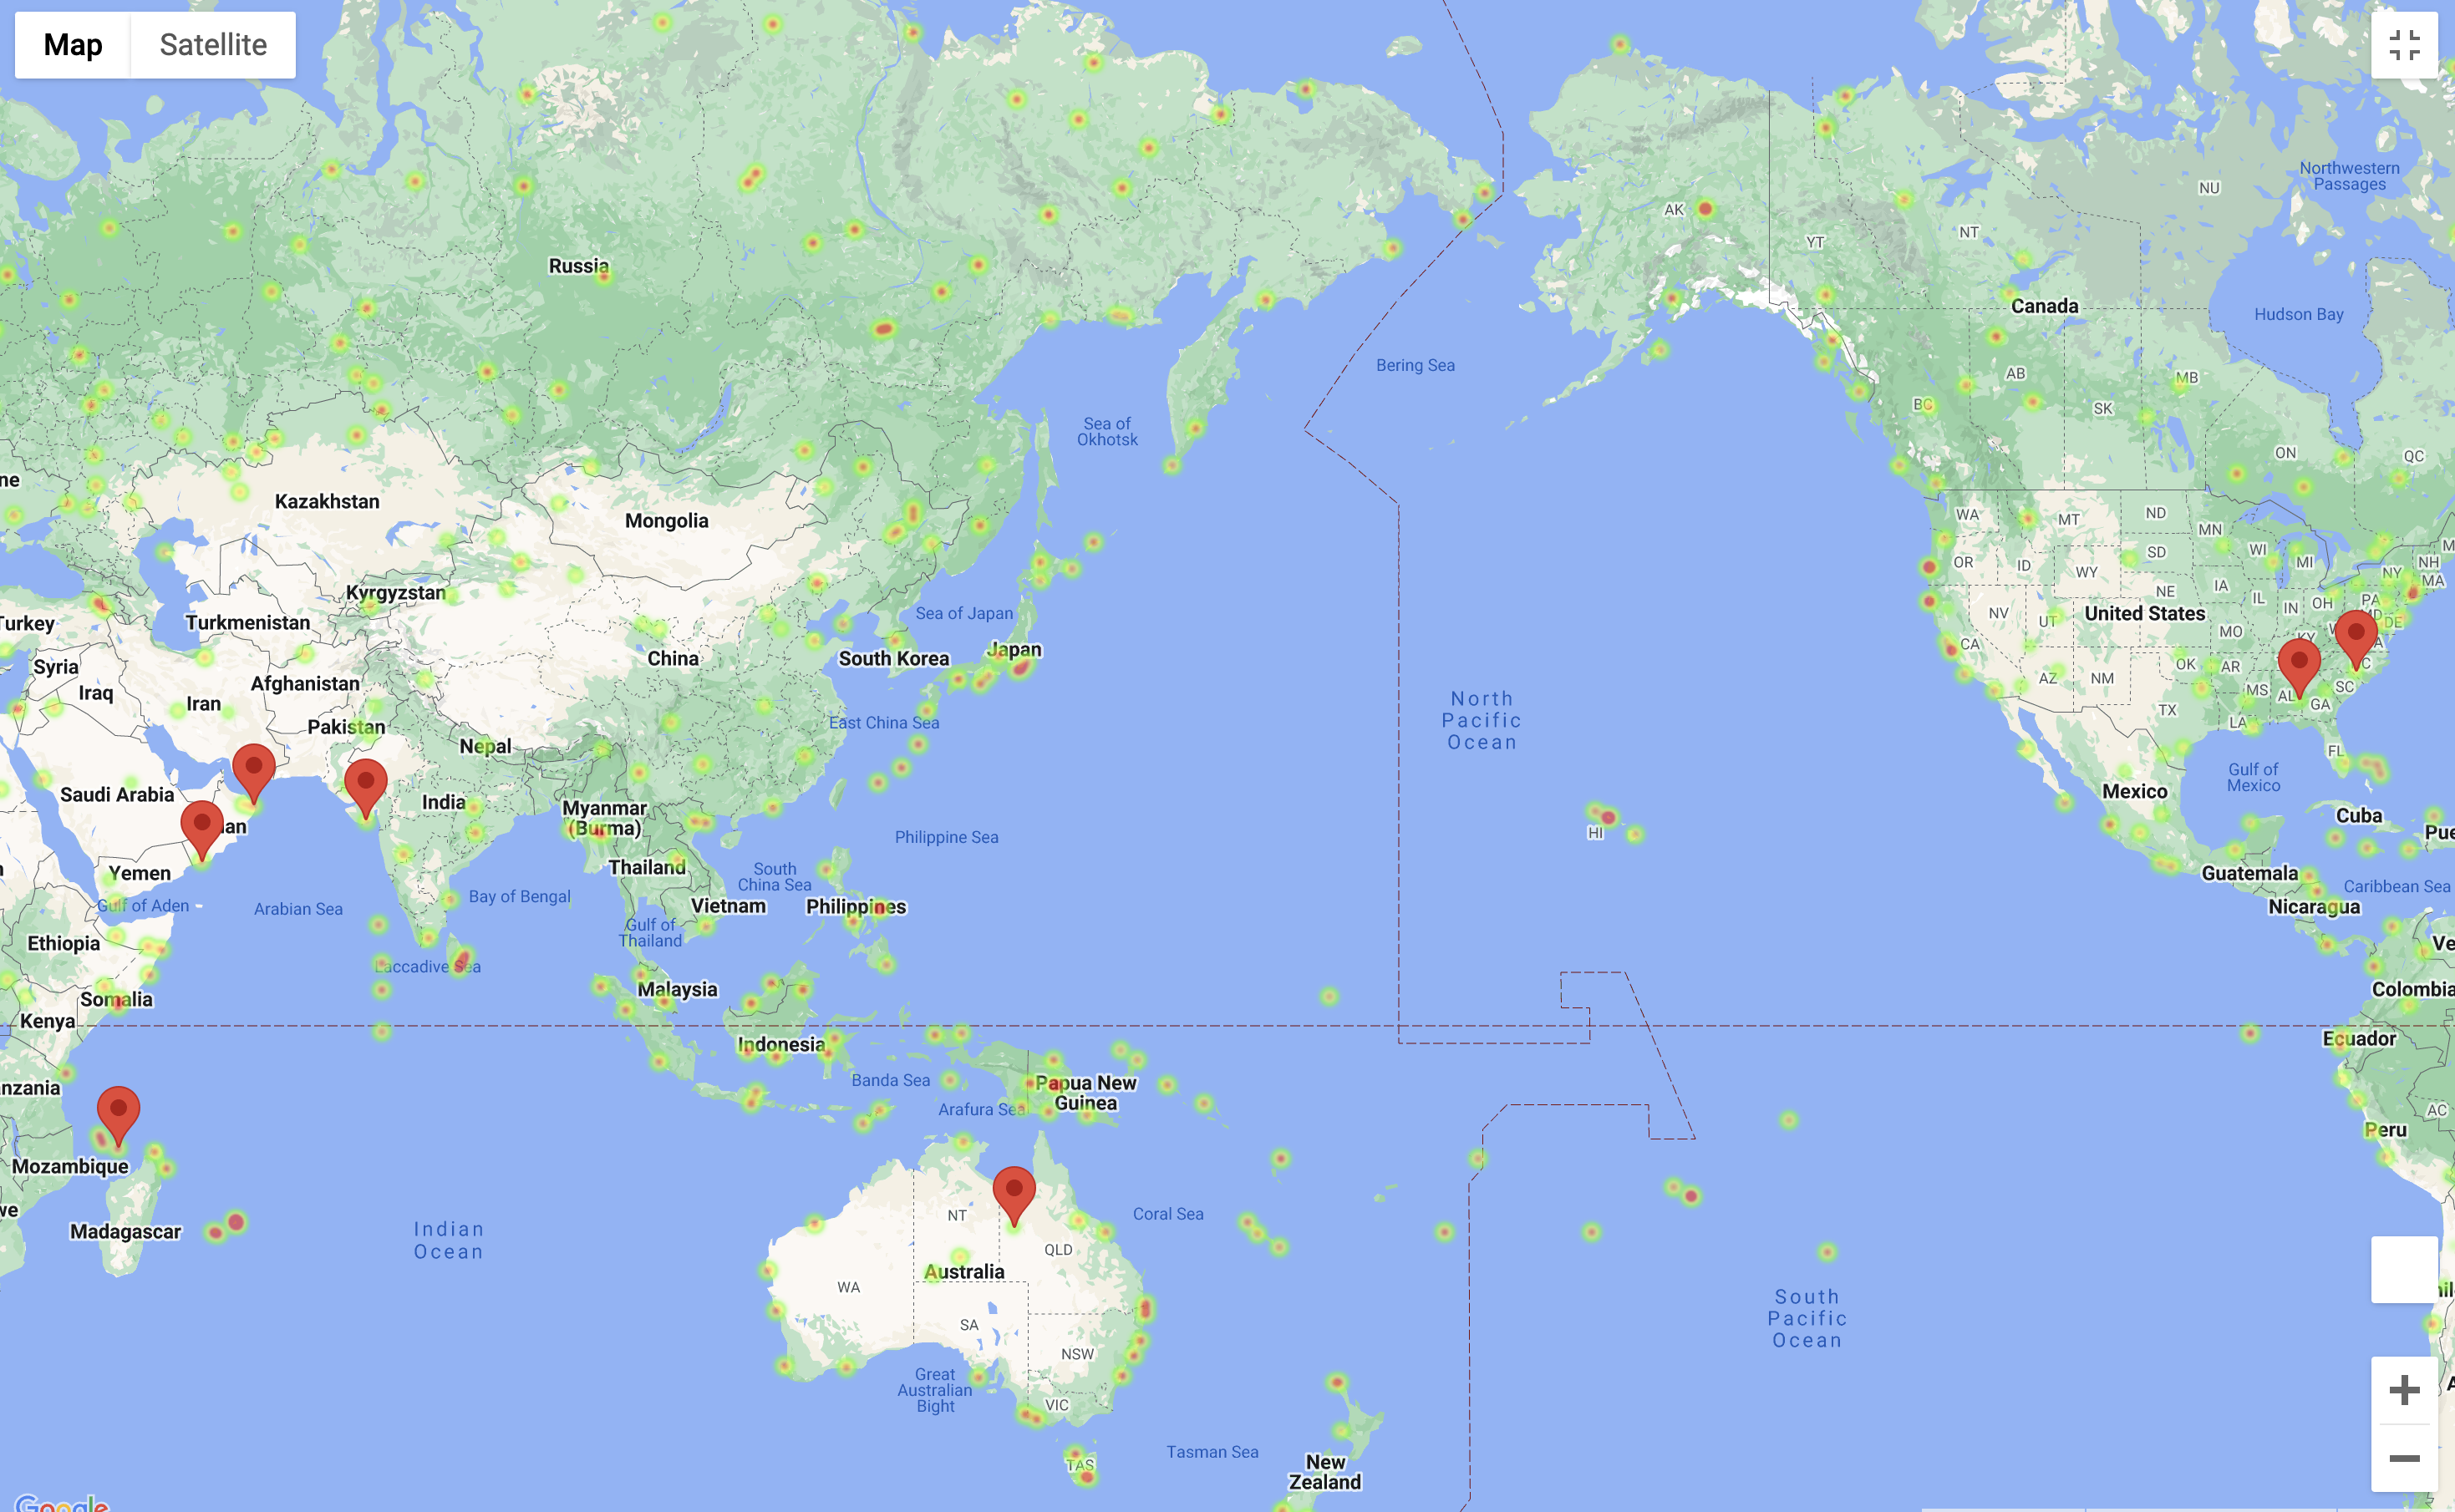 Map
Satellite
Northwestern
Passages
NU
AK
NT
YT
Russia
Canada
Hudson Bay
Bering Sea
AB
MB
BC
SK
Sea of
Okhotsk
ON
QC
ne
Kazakhstan
Mongolia
WA
MT
ND
MN
OR
ID
SD
WI
MI
NH
WY
NY
MA
Kyrgyzstan
Sea of Japan
NE
IA
OH
PA
IL
IN
MD
Turkey
Turkmenistan
NV
UT
United States
DE
MO
KY
Japan
CA
Syria
China
South Korea
OK
AR
Iraq
Afghanistan
AZ
NM
MS
AL
SC
Iran
North
Pacific
Ocean
TX
GA
Pakistan
East China Sea
LA
Nepal
FL
Saudi Arabia
India
Myanmar
(Burma)
Mexico
Gulf of
Mexico
an
HI
Cuba
Philippine Sea
Pue
Yemen
Thailand
South
China Sea
Guatemala
Caribbean Sea
Gulf of Aden
Arabian Sea
Bay of Bengal
Vietnam
Philippines
Nicaragua
Ethiopia
Gulf of
Thailand
Ve
Laccadive Sea
Somalia
Malaysia
Colombia
Kenya
Indonesia
Ecuador
anzania
Banda Sea
Papua New
Guinea
Arafura Sea
AC
Peru
Mozambique
we
Madagascar
Indian
Ocean
NT
Coral Sea
QLD
Australia
WA
South
Pacific
Ocean
SA
NSW
Great
Australian
Bight
VIC
Tasman Sea
TAS
New
Zealand
Google